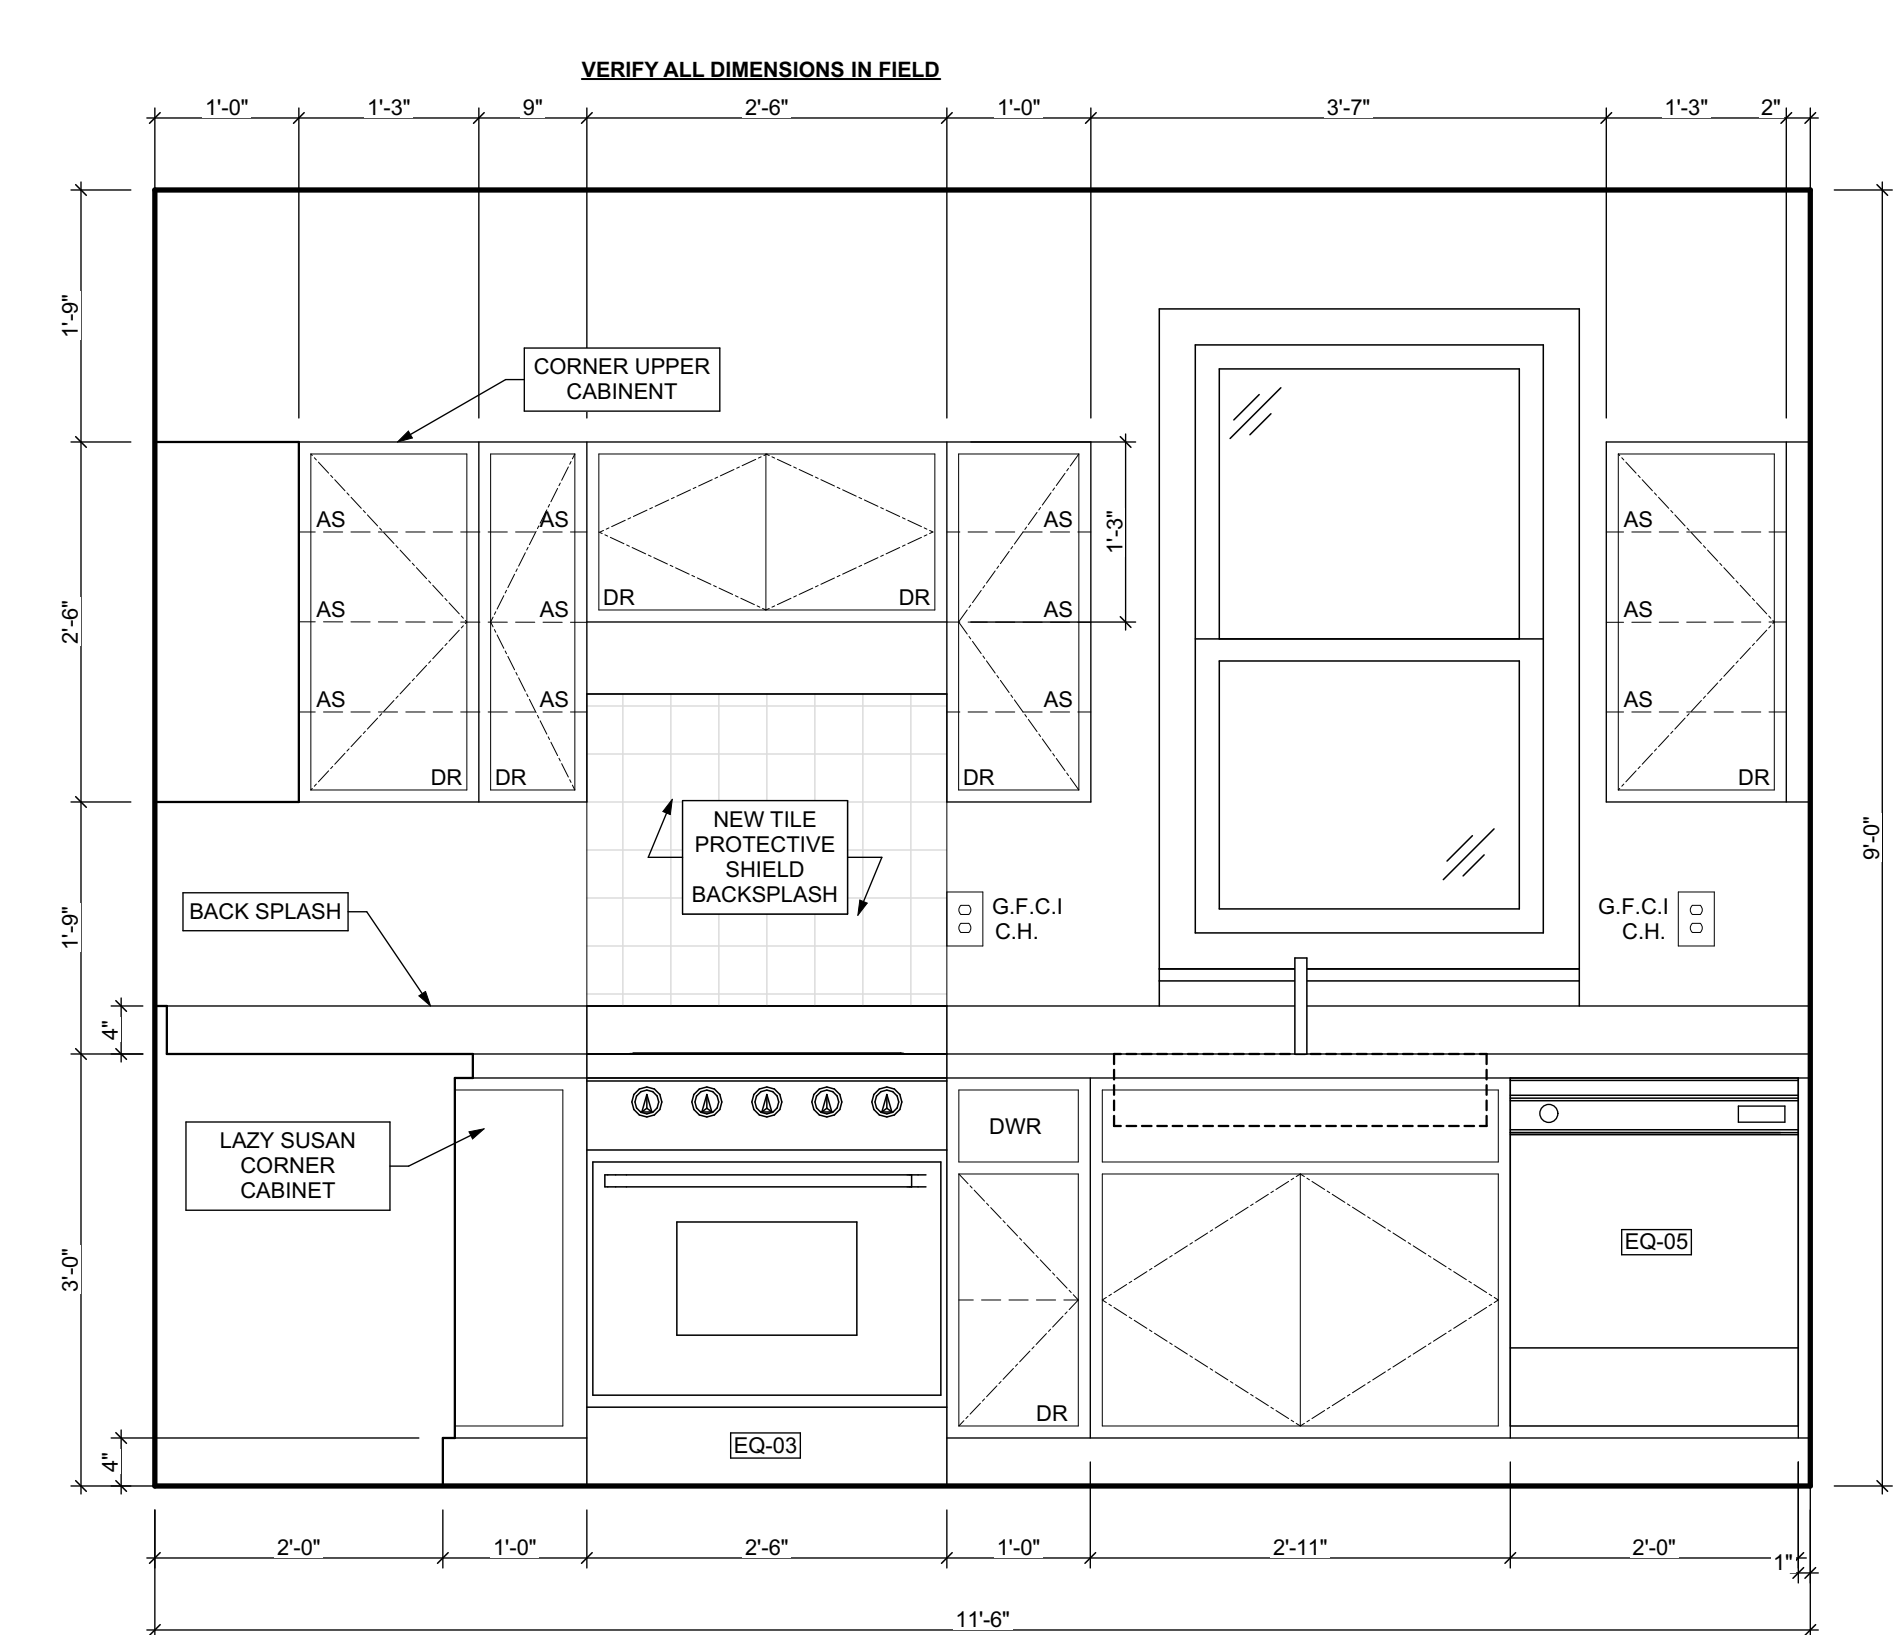 VERIFY ALL DIMENSIONS IN FIELD
1'-0"
1'-3"
9"
2'-6"
1'-0"
3'-7"
1'-3"
2"
1'-9"
CORNER UPPER
CABINENT
2'-6"
AS
AS
AS
DR
AS
AS
AS
DR
DR
DR
AS
AS
AS
DR
1'-3"
AS
AS
AS
DR
9'-0"
NEW TILE
PROTECTIVE
SHIELD
BACKSPLASH
BACK SPLASH
1'-9"
G.F.C.I
C.H.
G.F.C.I
C.H.
4"
LAZY SUSAN
CORNER
CABINET
DWR
EQ-05
3'-0"
DR
EQ-03
4"
2'-0"
1'-0"
2'-6"
1'-0"
2'-11"
2'-0"
1"
11'-6"